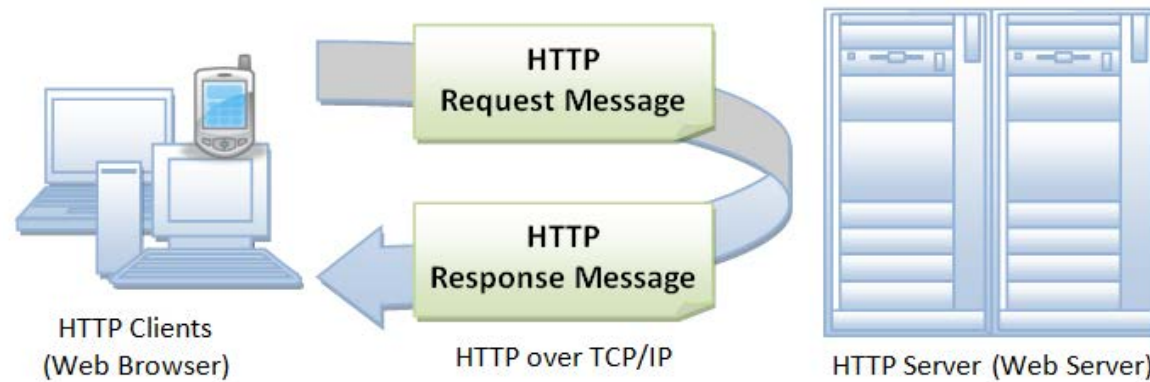 HTTP
Request Message
HTTP
Response Message
HTTP Clients
(Web Browser)
HTTP over TCP/IP
HTTP Server (Web Server)